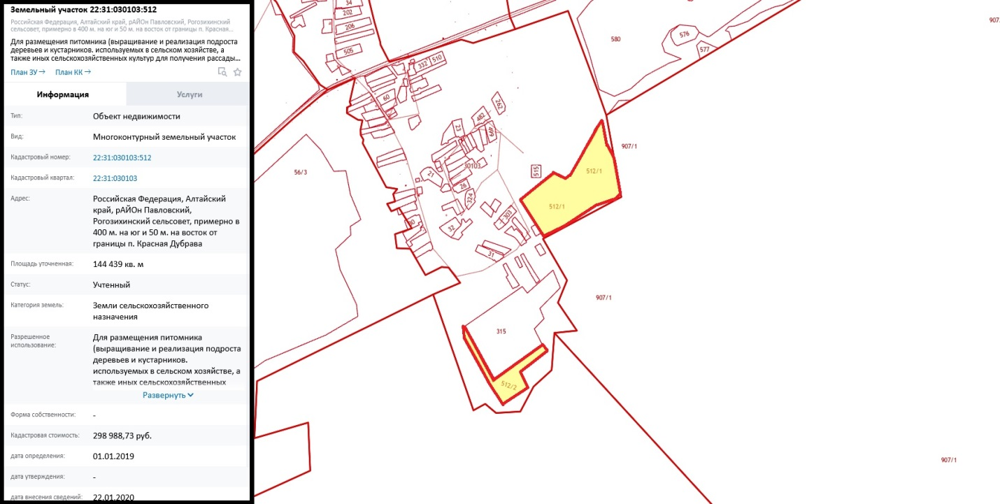 Земельный участок 22:31:030103:512
Российская Федерация, Алтайский край, рАЙОн Павловский, Рогозихинский
сельсовет, примерно в 400 м. на юг и 50 м. на восток от границы п. Красная...
Для размещения питомника (выращивание и реализация подроста
деревьев и кустарников. используемых в сельском хозяйстве, а
также иных сельскохозяйственных культур для получения рассады...
План ЗУ → План КК →
Информация Услуги
Тип: Объект недвижимости
Вид: Многоконтурный земельный участок
Кадастровый номер: 22:31:030103:512
Кадастровый квартал: 22:31:030103
Адрес: Российская Федерация, Алтайский
край, рАЙОн Павловский,
Рогозихинский сельсовет, примерно в
400 м. на юг и 50 м. на восток от
границы п. Красная Дубрава
Площадь уточненная: 144 439 кв. м
Статус: Учтенный
Категория земель: Земли сельскохозяйственного
назначения
Разрешенное
использование:
Для размещения питомника
(выращивание и реализация подроста
деревьев и кустарников.
используемых в сельском хозяйстве, а
также иных сельскохозяйственных
Развернуть
Форма собственности: -
Кадастровая стоимость: 298 988,73 руб.
дата определения: 01.01.2019
дата утверждения: -
дата внесения сведений: 22.01.2020
34
202
206
505
332
510
60
580
576
577
907
262
482
23
499
907/1
30103
515
512/1
56/3
21
26
324
512/1
303
32
31
907/1
315
512/2
907/1